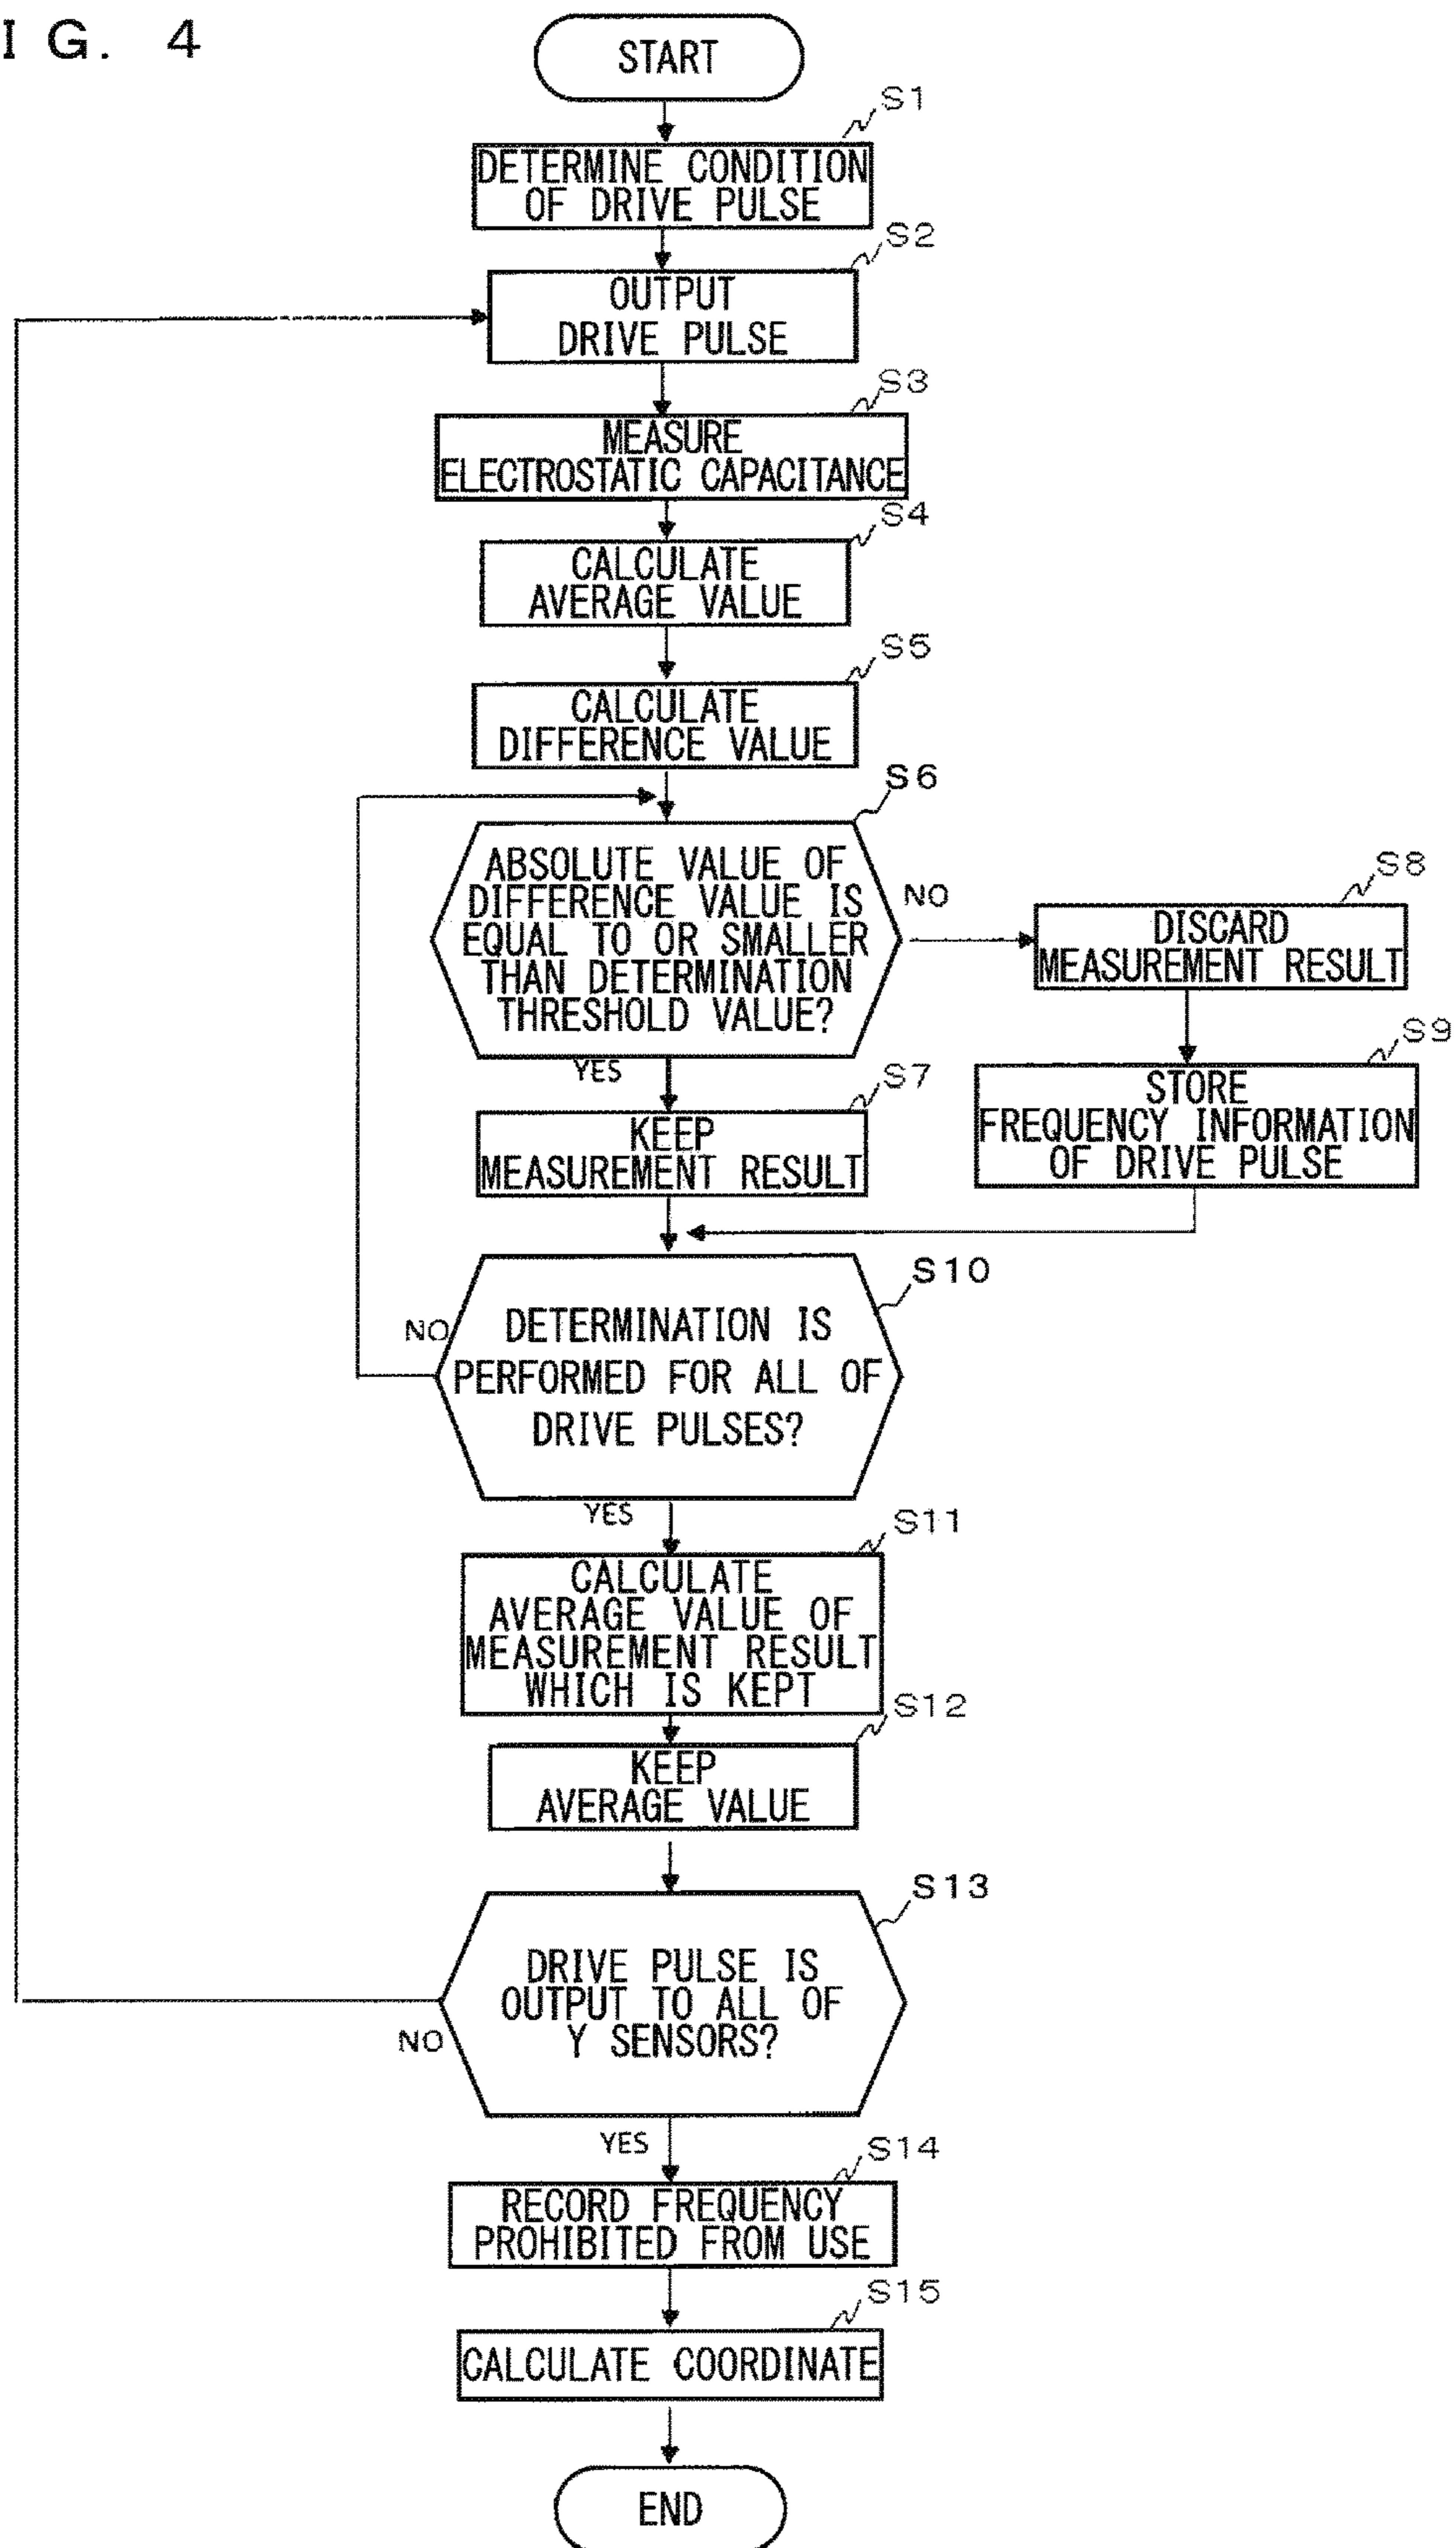 I G. 4
START
S1
DETERMINE CONDITION
OF DRIVE PULSE
S2
OUTPUT
DRIVE PULSE
S3
MEASURE
ELECTROSTATIC CAPACITANCE
S4
CALCULATE
AVERAGE VALUE
S5
CALCULATE
DIFFERENCE VALUE
S6
ABSOLUTE VALUE OF
DIFFERENCE VALUE IS
EQUAL TO OR SMALLER
THAN DETERMINATION
THRESHOLD VALUE?
NO
S8
DISCARD
MEASUREMENT RESULT
YES
S7
KEEP
MEASUREMENT RESULT
S9
STORE
FREQUENCY INFORMATION
OF DRIVE PULSE
S10
NO
DETERMINATION IS
PERFORMED FOR ALL OF
DRIVE PULSES?
YES
S11
CALCULATE
AVERAGE VALUE OF
MEASUREMENT RESULT
WHICH IS KEPT
S12
KEEP
AVERAGE VALUE
S13
DRIVE PULSE IS
OUTPUT TO ALL OF
Y SENSORS?
NO
YES
S14
RECORD FREQUENCY
PROHIBITED FROM USE
S15
CALCULATE COORDINATE
END